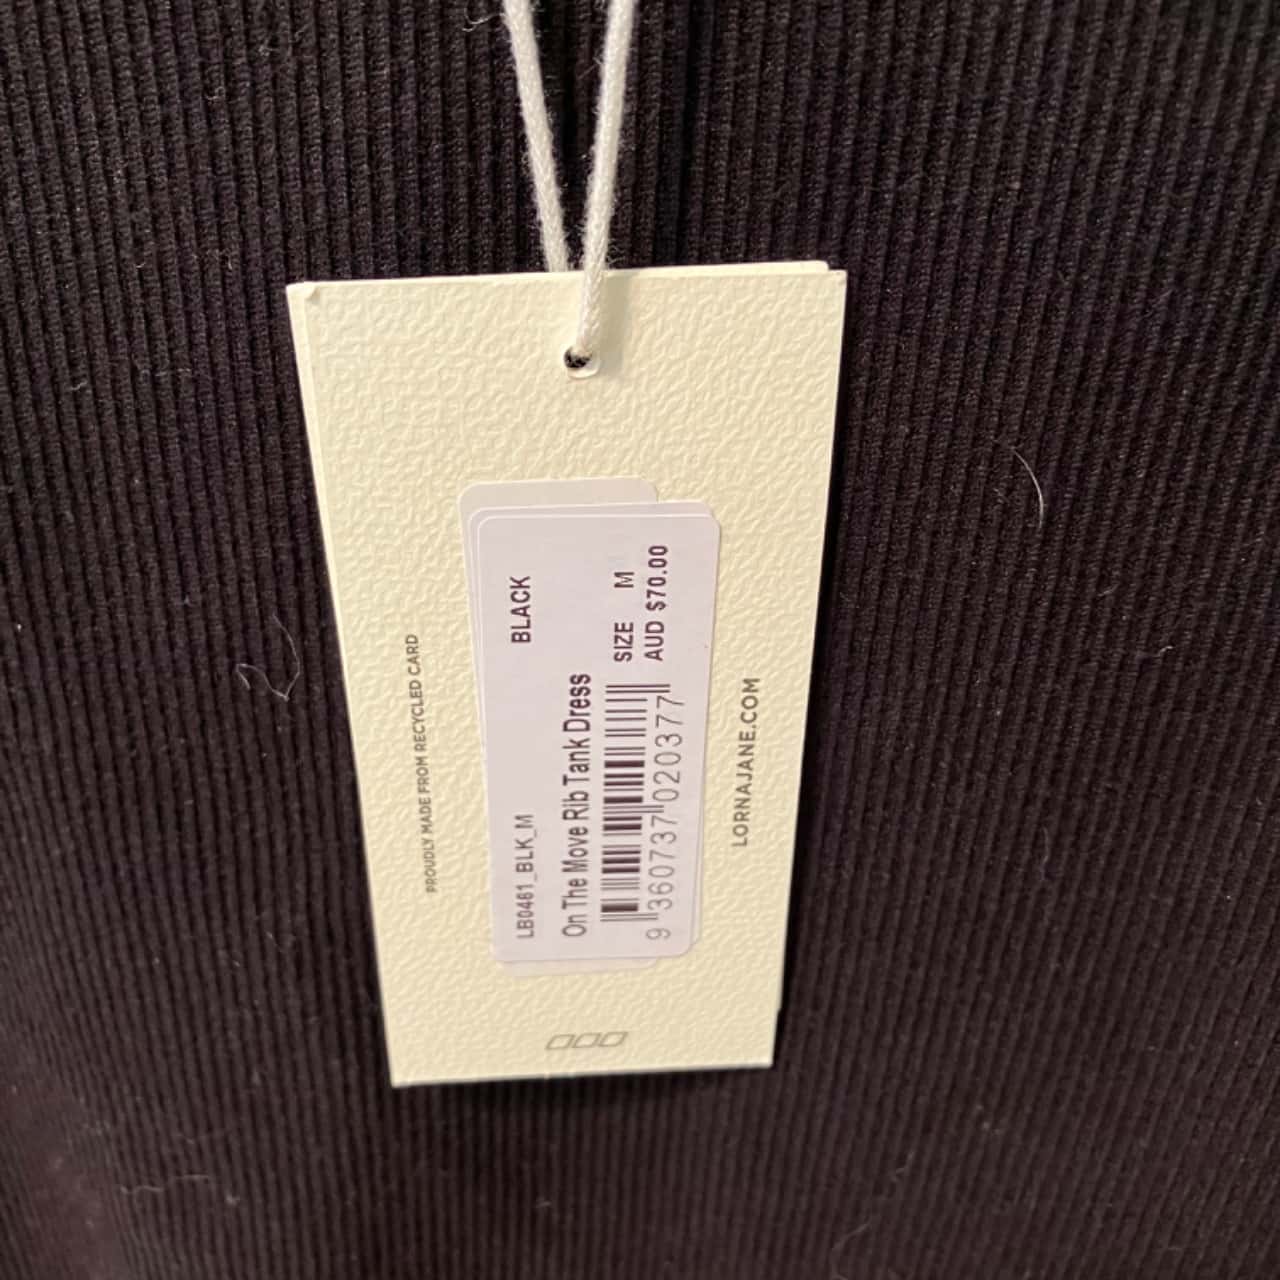 PROUDLY MADE FROM RECYCLED CARD
LB0461_BLK_M BLACK
On The Move Rib Tank Dress
SIZE M
AUD $70.00
9 360737 020377
LORNAJANE.COM